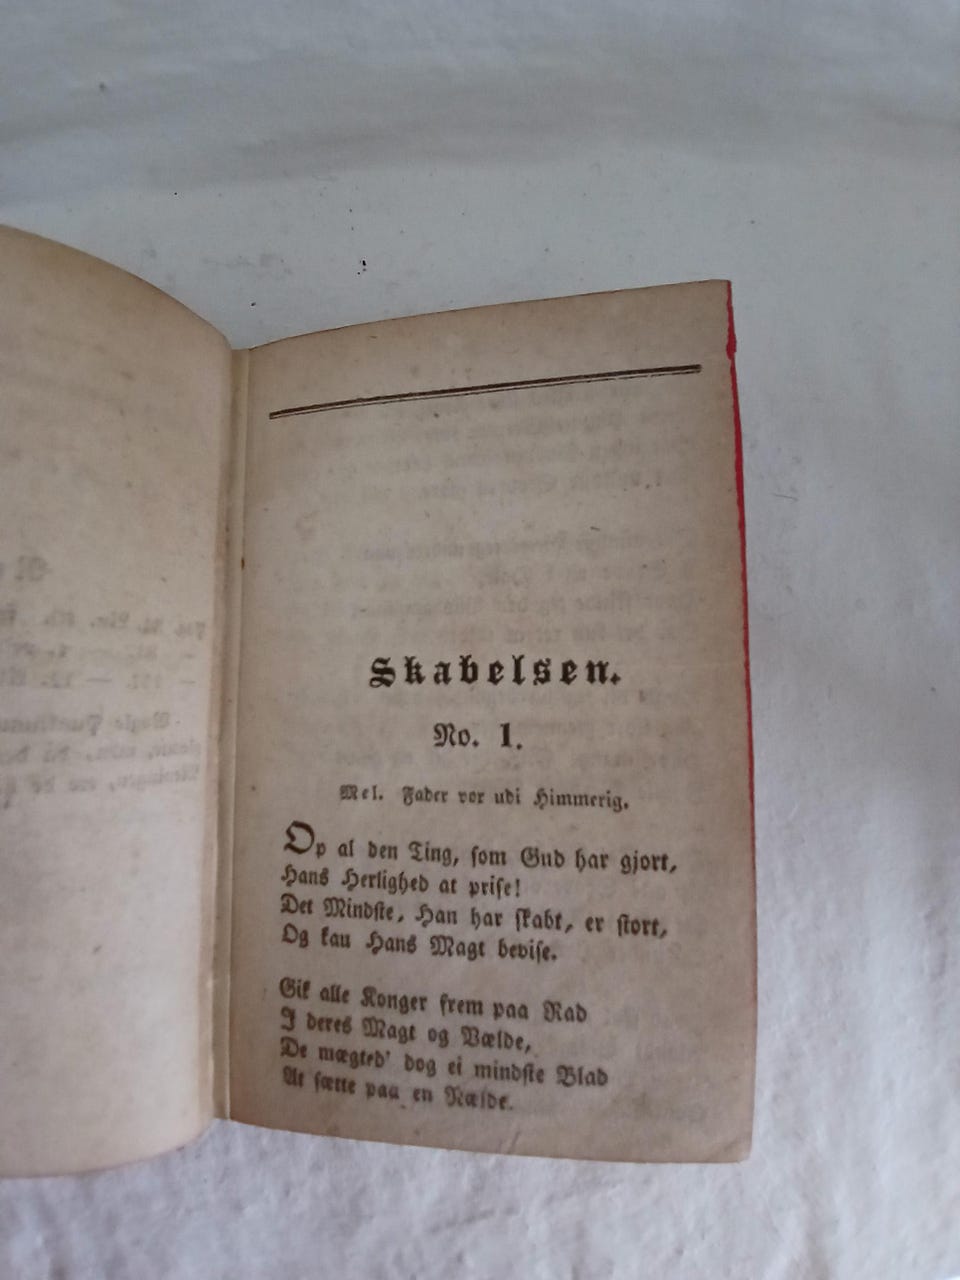 Skabelsen.
No. 1.
Mel. Fader vor udi Himmerig.
Op al den Ting, som Gud har gjort,
Hans Herlighed at prise!
Det Mindste, Han har skabt, er stort,
Og kau Hans Magt bevise.
Gik alle Konger frem paa Rad
I deres Magt og Vælde,
De mægted' dog ei mindste Blad
At sætte paa en Nælde.